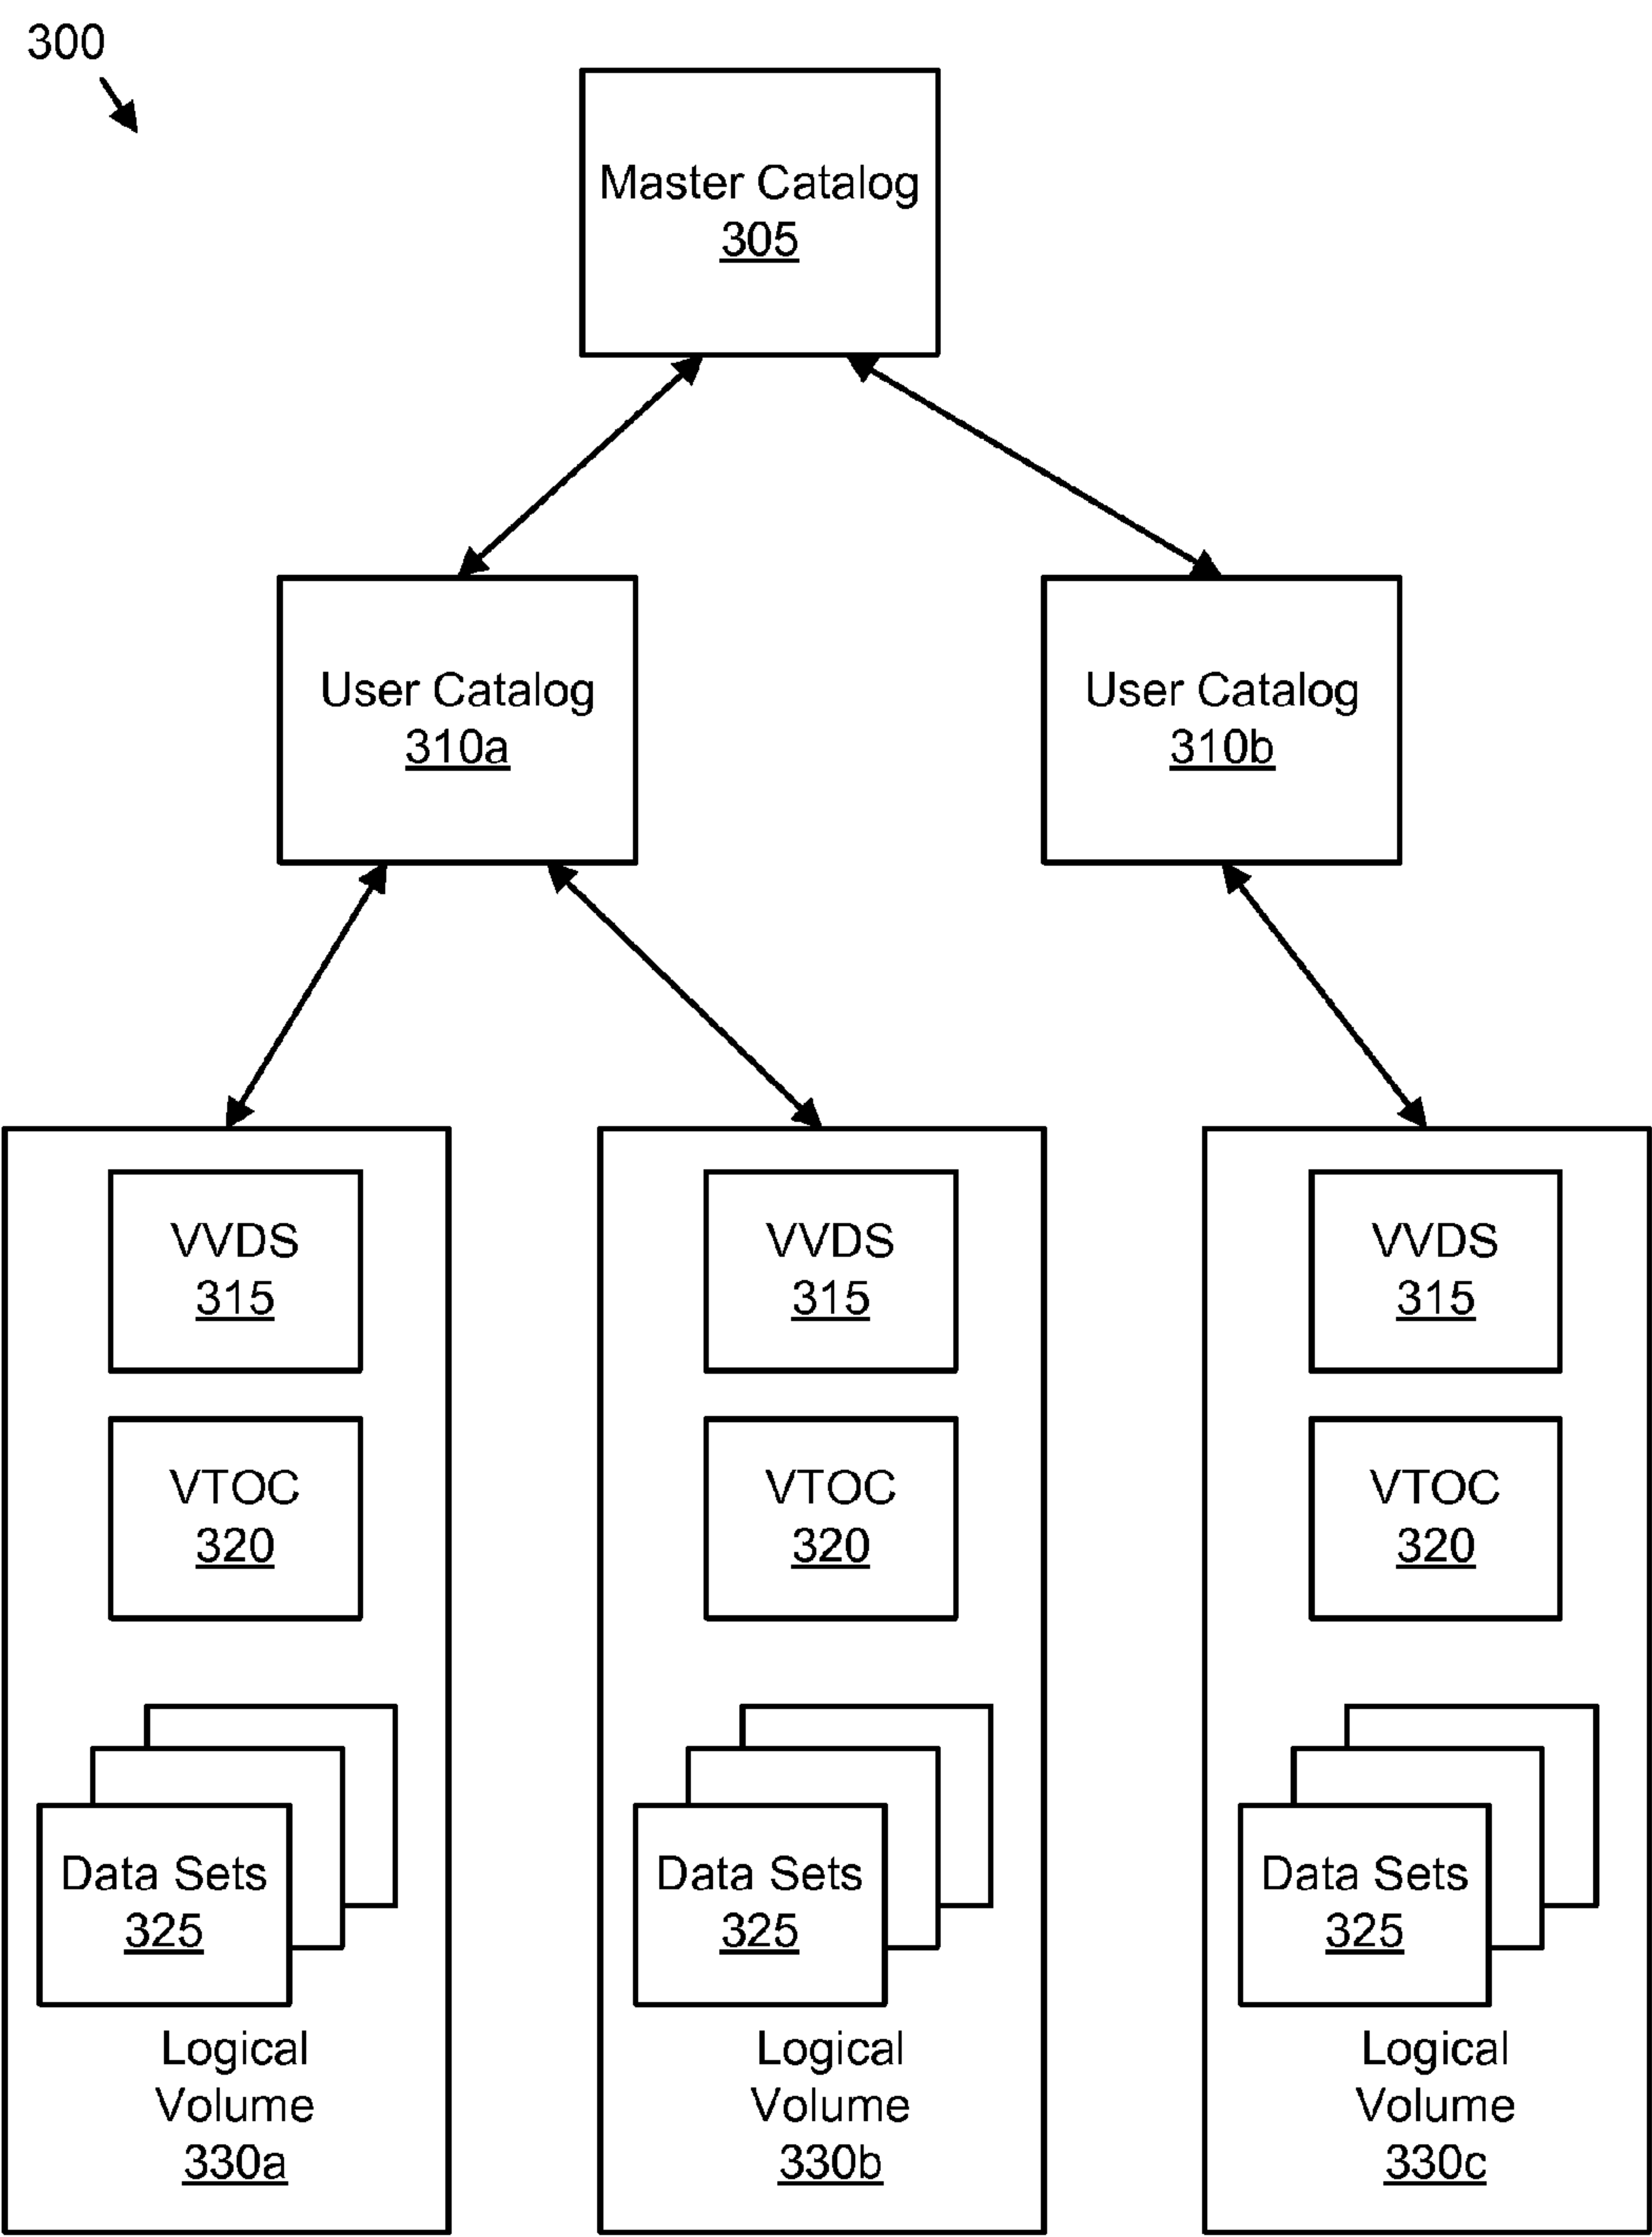 300
Master Catalog
305
User Catalog
310a
User Catalog
310b
VVDS
315
VTOC
320
Data Sets
325
Logical
Volume
330a
VVDS
315
VTOC
320
Data Sets
325
Logical
Volume
330b
VVDS
315
VTOC
320
Data Sets
325
Logical
Volume
330c